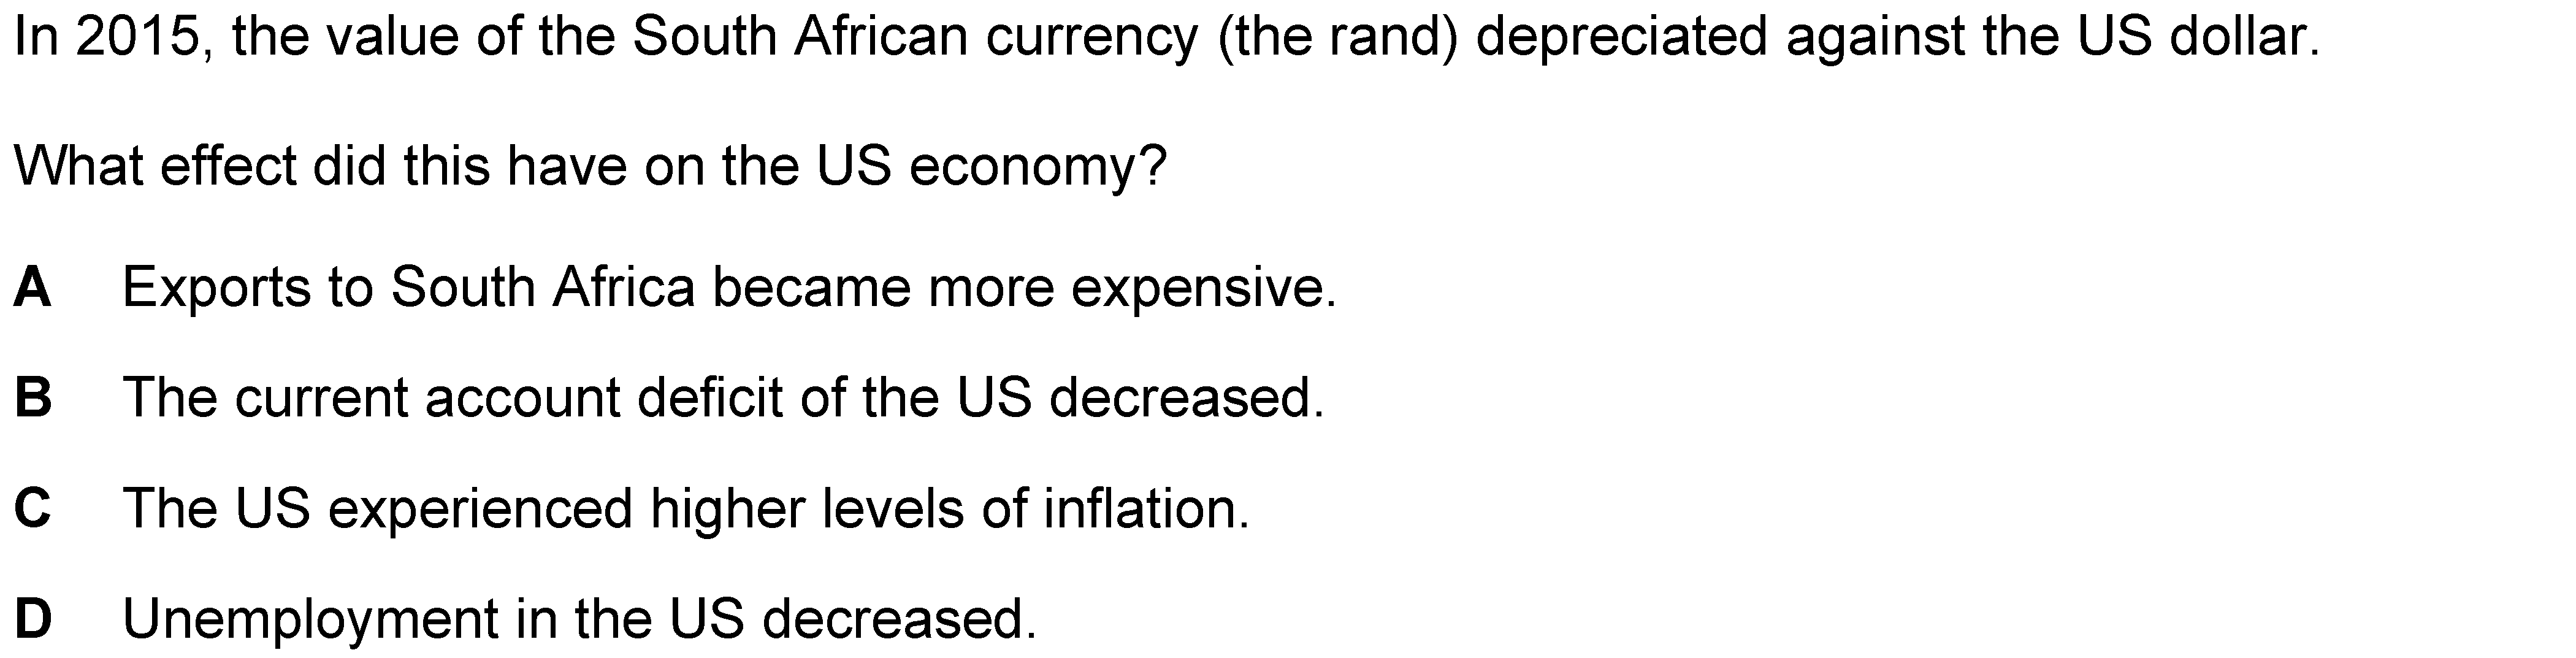 In 2015, the value of the South African currency (the rand) depreciated against the US dollar.
What effect did this have on the US economy?
A Exports to South Africa became more expensive.
B The current account deficit of the US decreased.
C The US experienced higher levels of inflation.
D Unemployment in the US decreased.